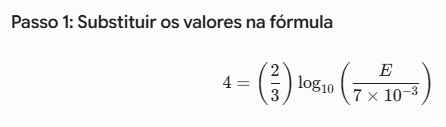 Passo 1: Substituir os valores na fórmula
4 = (2/3) log₁₀ (E / 7 × 10⁻³)